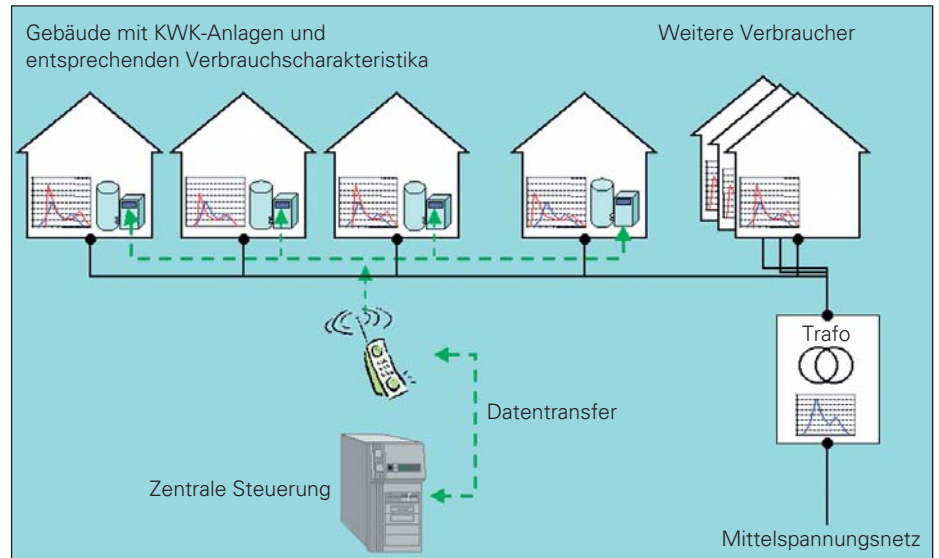 Gebäude mit KWK-Anlagen und
entsprechenden Verbrauchscharakteristika
Weitere Verbraucher
Trafo
Datentransfer
Zentrale Steuerung
Mittelspannungsnetz